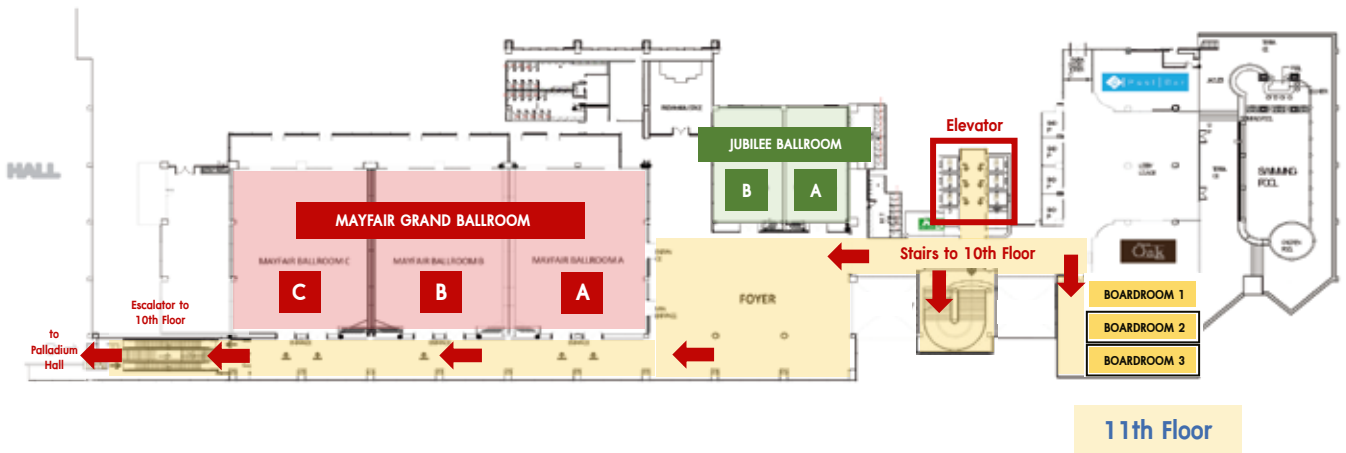 HALL
Elevator
JUBILEE BALLROOM
B
A
MAYFAIR GRAND BALLROOM
MAYFAIR BALLROOM C
MAYFAIR BALLROOM B
MAYFAIR BALLROOM A
C
B
A
FOYER
Stairs to 10th Floor
Escalator to
10th Floor
to
Palladium
Hall
SWIMMING
POOL
Oak
BOARDROOM 1
BOARDROOM 2
BOARDROOM 3
11th Floor